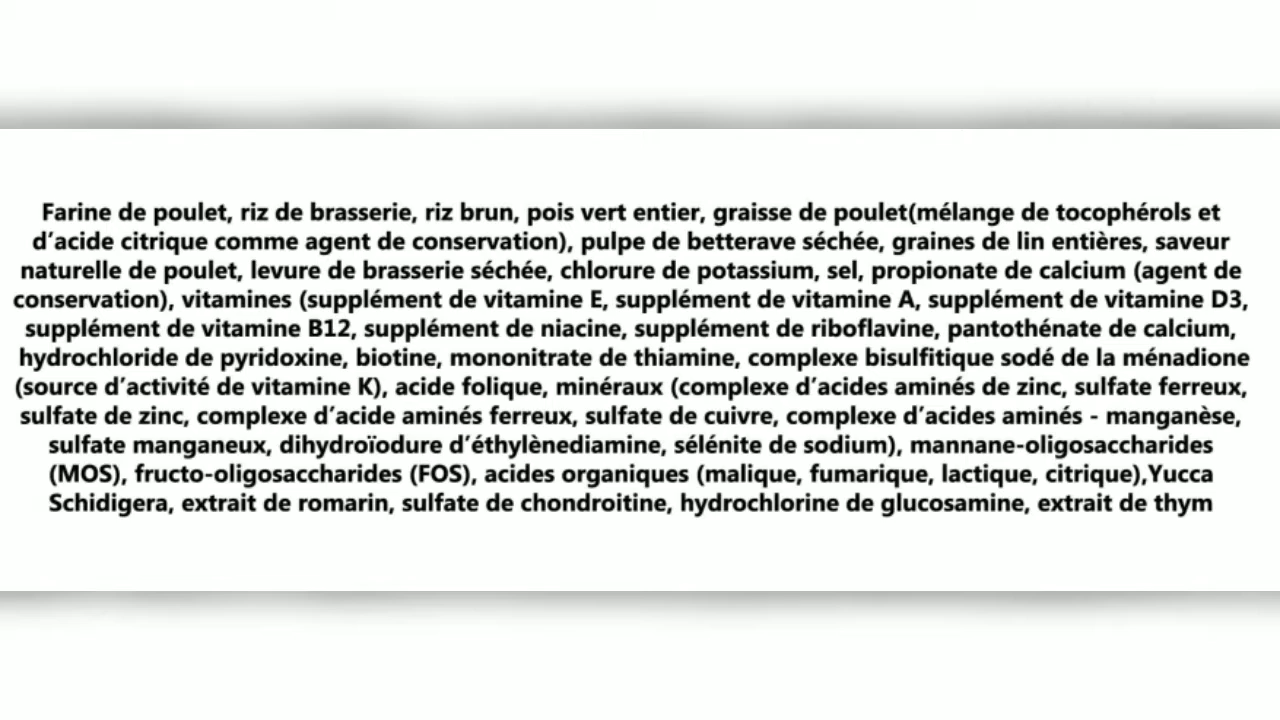 Farine de poulet, riz de brasserie, riz brun, pois vert entier, graisse de poulet(mélange de tocophérols et
d’acide citrique comme agent de conservation), pulpe de betterave séchée, graines de lin entières, saveur
naturelle de poulet, levure de brasserie séchée, chlorure de potassium, sel, propionate de calcium (agent de
conservation), vitamines (supplément de vitamine E, supplément de vitamine A, supplément de vitamine D3,
supplément de vitamine B12, supplément de niacine, supplément de riboflavine, pantothénate de calcium,
hydrochloride de pyridoxine, biotine, mononitrate de thiamine, complexe bisulfitique sodé de la ménadione
(source d’activité de vitamine K), acide folique, minéraux (complexe d’acides aminés de zinc, sulfate ferreux,
sulfate de zinc, complexe d’acide aminés ferreux, sulfate de cuivre, complexe d’acides aminés - manganèse,
sulfate manganeux, dihydroïodure d’éthylènediamine, sélénite de sodium), mannane-oligosaccharides
(MOS), fructo-oligosaccharides (FOS), acides organiques (malique, fumarique, lactique, citrique),Yucca
Schidigera, extrait de romarin, sulfate de chondroitine, hydrochlorine de glucosamine, extrait de thym